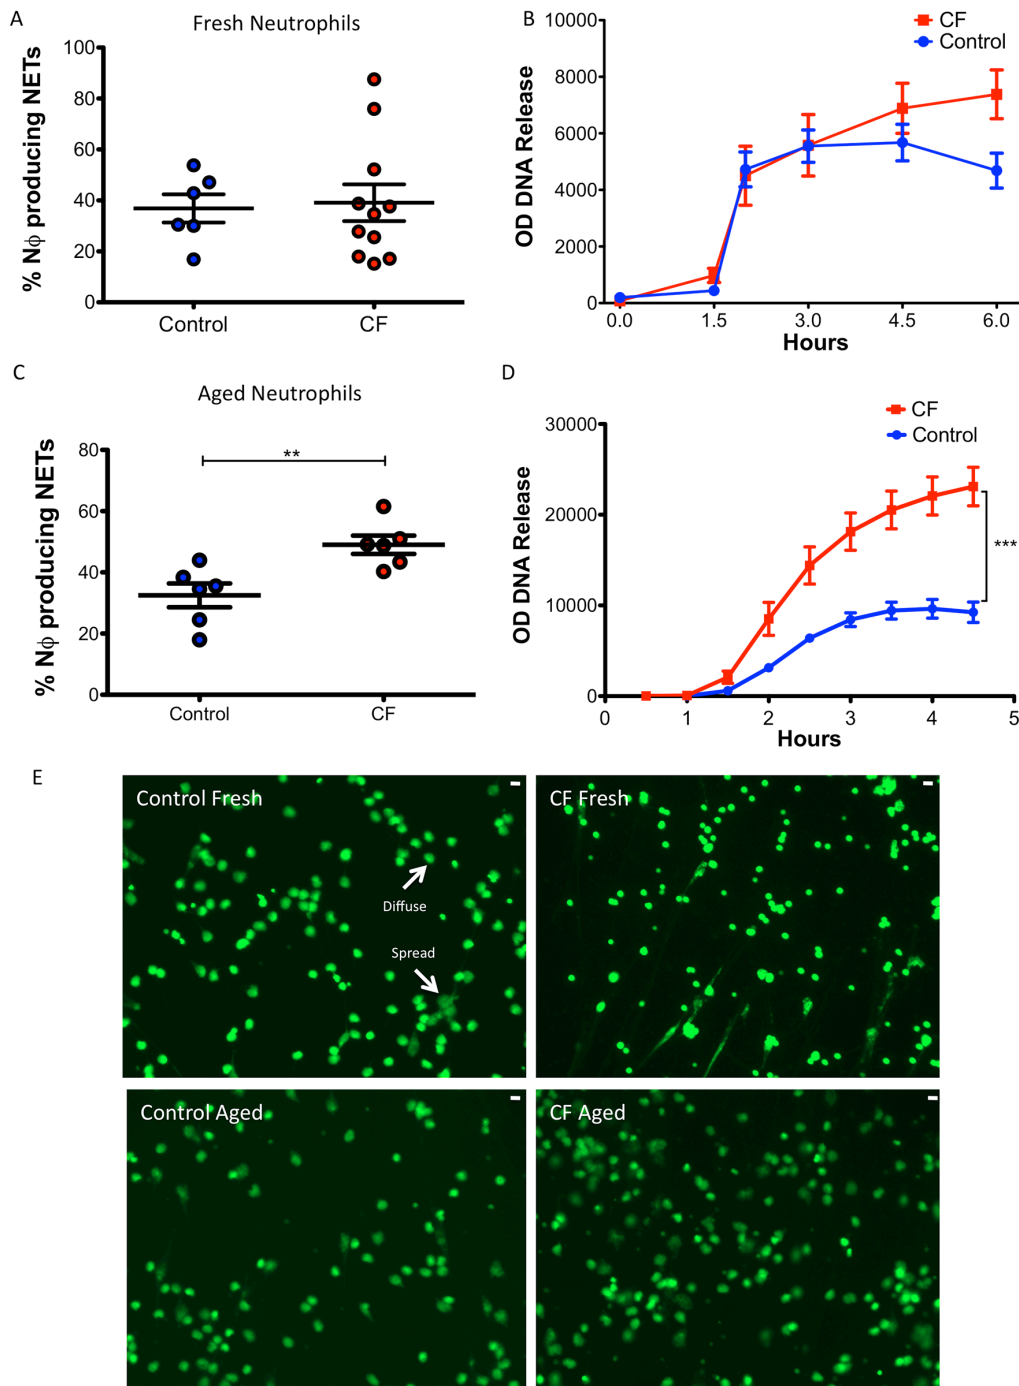 A
Fresh Neutrophils
% Nϕ producing NETs
100
80
60
40
20
0
Control
CF
B
CF
Control
OD DNA Release
10000
8000
6000
4000
2000
0
0.0
1.5
3.0
4.5
6.0
Hours
C
Aged Neutrophils
% Nϕ producing NETs
80
60
40
20
0
**
Control
CF
D
CF
Control
OD DNA Release
30000
20000
10000
0
***
0
1
2
3
4
5
Hours
E
Control Fresh
Diffuse
Spread
CF Fresh
Control Aged
CF Aged